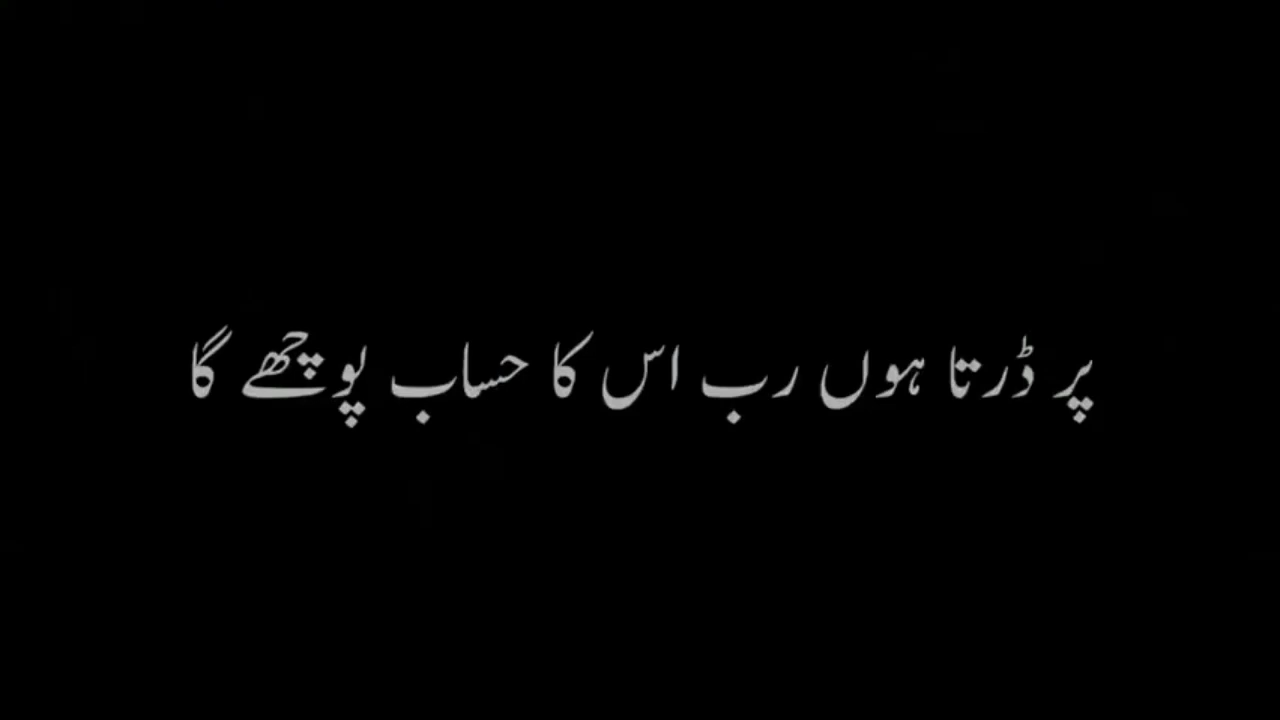 پر ڈرتا ہوں رب اس کا حساب پوچھے گا